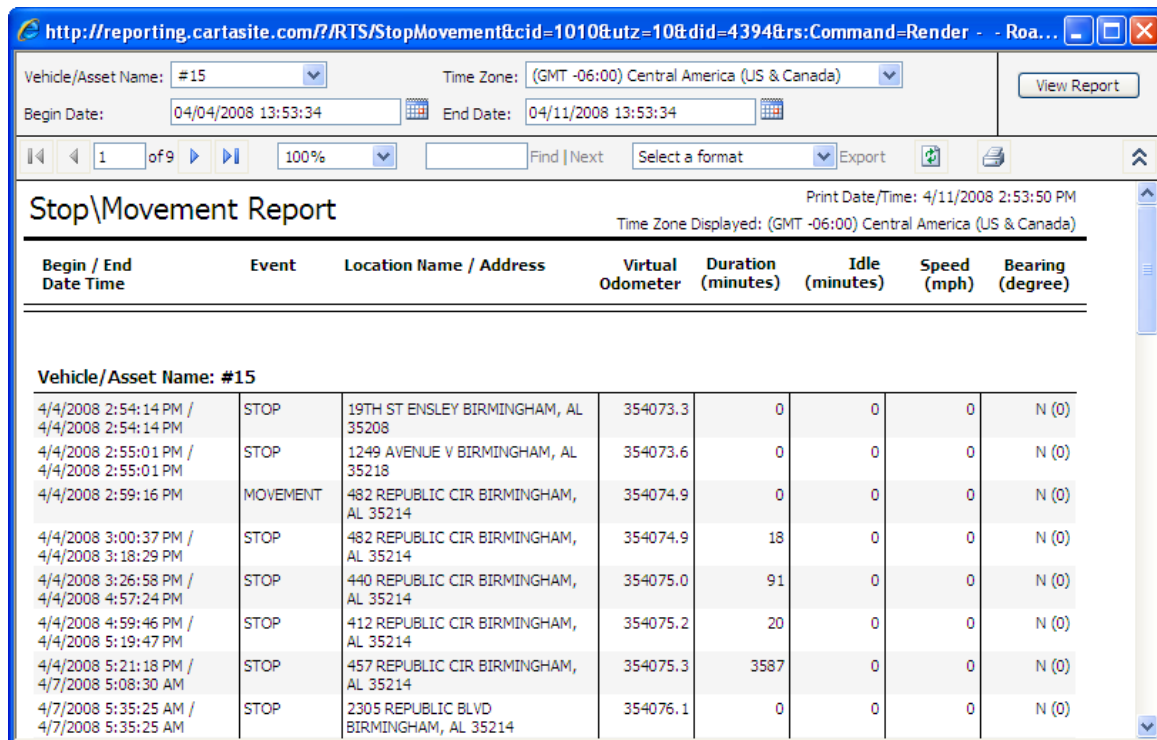 http://reporting.cartasite.com/?/RTS/StopMovement&cid=1010&utz=10&did=4394&rs:Command=Render - - Roa...
Vehicle/Asset Name: #15 Time Zone: (GMT -06:00) Central America (US & Canada) View Report
Begin Date: 04/04/2008 13:53:34 End Date: 04/11/2008 13:53:34
1 of 9 100% Find | Next Select a format Export
Stop\Movement Report
Print Date/Time: 4/11/2008 2:53:50 PM
Time Zone Displayed: (GMT -06:00) Central America (US & Canada)
Begin / End Event Location Name / Address Virtual Duration Idle Speed Bearing
Date Time Odometer (minutes) (minutes) (mph) (degree)
Vehicle/Asset Name: #15
4/4/2008 2:54:14 PM / STOP 19TH ST ENSLEY BIRMINGHAM, AL 354073.3 0 0 0 N (0)
4/4/2008 2:54:14 PM 35208
4/4/2008 2:55:01 PM / STOP 1249 AVENUE V BIRMINGHAM, AL 354073.6 0 0 0 N (0)
4/4/2008 2:55:01 PM 35218
4/4/2008 2:59:16 PM MOVEMENT 482 REPUBLIC CIR BIRMINGHAM, 354074.9 0 0 0 N (0)
AL 35214
4/4/2008 3:00:37 PM / STOP 482 REPUBLIC CIR BIRMINGHAM, 354074.9 18 0 0 N (0)
4/4/2008 3:18:29 PM AL 35214
4/4/2008 3:26:58 PM / STOP 440 REPUBLIC CIR BIRMINGHAM, 354075.0 91 0 0 N (0)
4/4/2008 4:57:24 PM AL 35214
4/4/2008 4:59:46 PM / STOP 412 REPUBLIC CIR BIRMINGHAM, 354075.2 20 0 0 N (0)
4/4/2008 5:19:47 PM AL 35214
4/4/2008 5:21:18 PM / STOP 457 REPUBLIC CIR BIRMINGHAM, 354075.3 3587 0 0 N (0)
4/7/2008 5:08:30 AM AL 35214
4/7/2008 5:35:25 AM / STOP 2305 REPUBLIC BLVD 354076.1 0 0 0 N (0)
4/7/2008 5:35:25 AM BIRMINGHAM, AL 35214